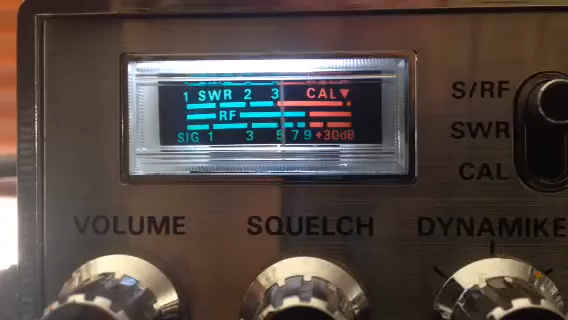 1 SWR 2 3 CAL▼
RF
SIG 1 3 5 7 9 +30dB
S/RF
SWR
CAL
VOLUME SQUELCH DYNAMIKE